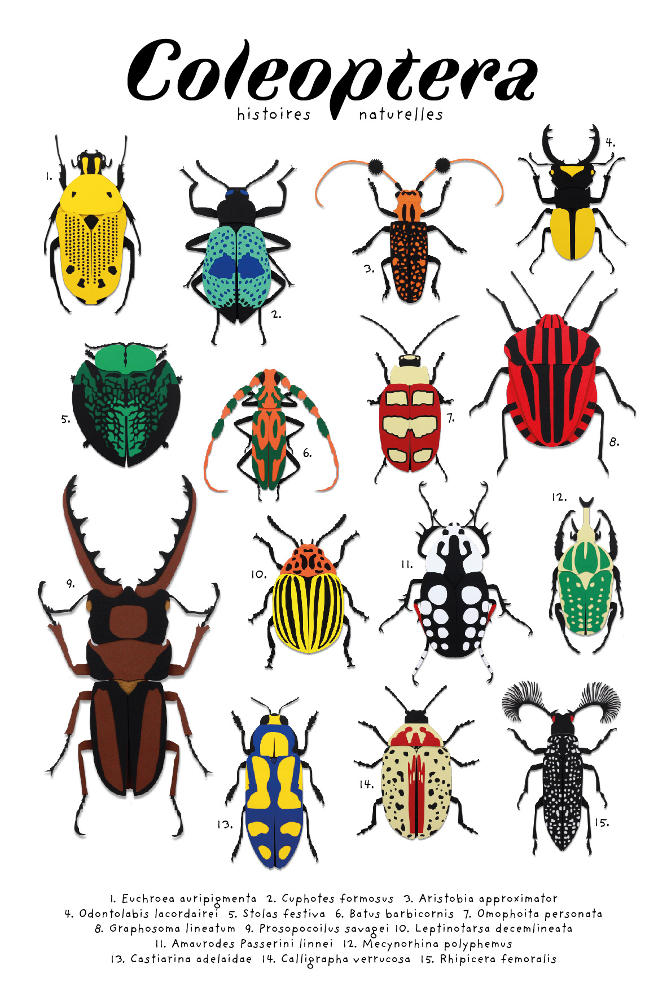 Coleoptera
histoires naturelles
1.
4.
3.
2.
5.
6.
7.
8.
9.
10.
11.
12.
13.
14.
15.
1. Euchroea auripigmenta 2. Cuphotes formosus 3. Aristobia approximator
4. Odontolabis lacordairei 5. Stolas festiva 6. Batus barbicornis 7. Omophoita personata
8. Graphosoma lineatum 9. Prosopocoilus savagei 10. Leptinotarsa decemlineata
11. Amaurodes Passerini linnei 12. Mecynorhina polyphemus
13. Castiarina adelaidae 14. Calligrapha verrucosa 15. Rhipicera femoralis